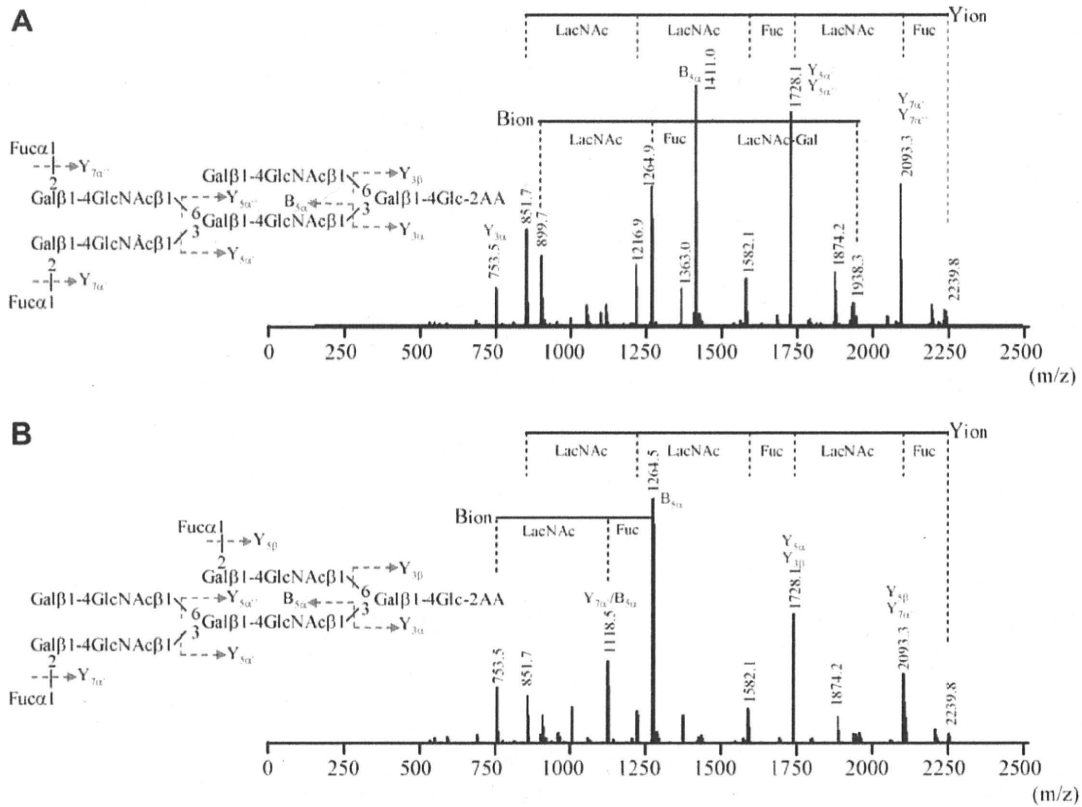 A
Yion
LacNAc
LacNAc
Fuc
LacNAc
Fuc
B5α
1411.0
1728.1
Y5α'
Y5α''
Y7α'
Y7α''
2093.3
Bion
LacNAc
Fuc
LacNAc-Gal
Fucα1
2
Y7α''
Galβ1-4GlcNAcβ1
Y3β
6
Galβ1-4GlcNAcβ1
Y5α''
B5α
3
Galβ1-4Glc-2AA
6
3
Galβ1-4GlcNAcβ1
Y3α
Galβ1-4GlcNAcβ1
Y5α'
2
Y7α'
Fucα1
Y3α
753.5
851.7
899.7
1216.9
1264.9
1363.0
1582.1
1874.2
1938.3
2239.8
0 250 500 750 1000 1250 1500 1750 2000 2250 2500
(m/z)
B
Yion
LacNAc
LacNAc
Fuc
LacNAc
Fuc
1264.5
B5α
Bion
LacNAc
Fuc
Y7α'/B5α
1118.5
Y5α'
Y3β
1728.1
Y5β
Y7α'
2093.3
Fucα1
2
Y5β
Galβ1-4GlcNAcβ1
Y3β
Galβ1-4GlcNAcβ1
Y5α''
B5α
6
3
Galβ1-4Glc-2AA
6
3
Galβ1-4GlcNAcβ1
Y3α
Galβ1-4GlcNAcβ1
Y5α'
2
Y7α'
Fucα1
753.5
851.7
1582.1
1874.2
2239.8
0 250 500 750 1000 1250 1500 1750 2000 2250 2500
(m/z)